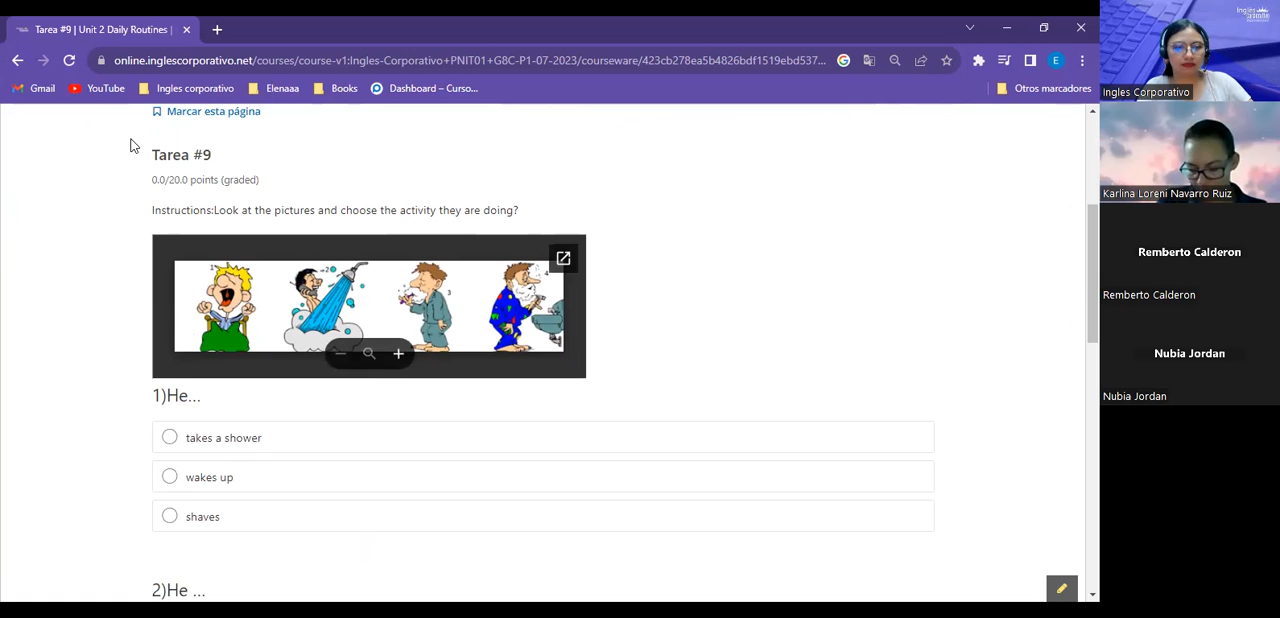 Tarea #9 | Unit 2 Daily Routines |
online.inglescorporativo.net/courses/course-v1:Ingles-Corporativo+PNIT01+G8C-P1-07-2023/courseware/423cb278ea5b4826bdf1519ebd537...
E
Gmail
YouTube
Ingles corporativo
Elenaaa
Books
Dashboard – Curso...
Otros marcadores
Marcar esta página
Tarea #9
0.0/20.0 points (graded)
Instructions:Look at the pictures and choose the activity they are doing?
1
2
3
4
1)He...
takes a shower
wakes up
shaves
2)He ...
Ingles Corporativo
Karlina Loreni Navarro Ruiz
Remberto Calderon
Remberto Calderon
Nubia Jordan
Nubia Jordan